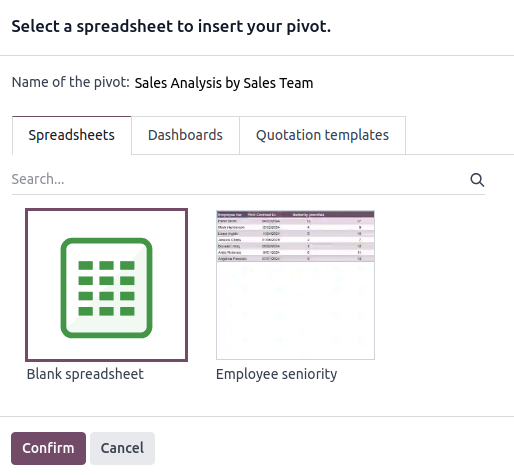 Select a spreadsheet to insert your pivot.
Name of the pivot: Sales Analysis by Sales Team
Spreadsheets Dashboards Quotation templates
Search...
Blank spreadsheet Employee seniority
Confirm Cancel